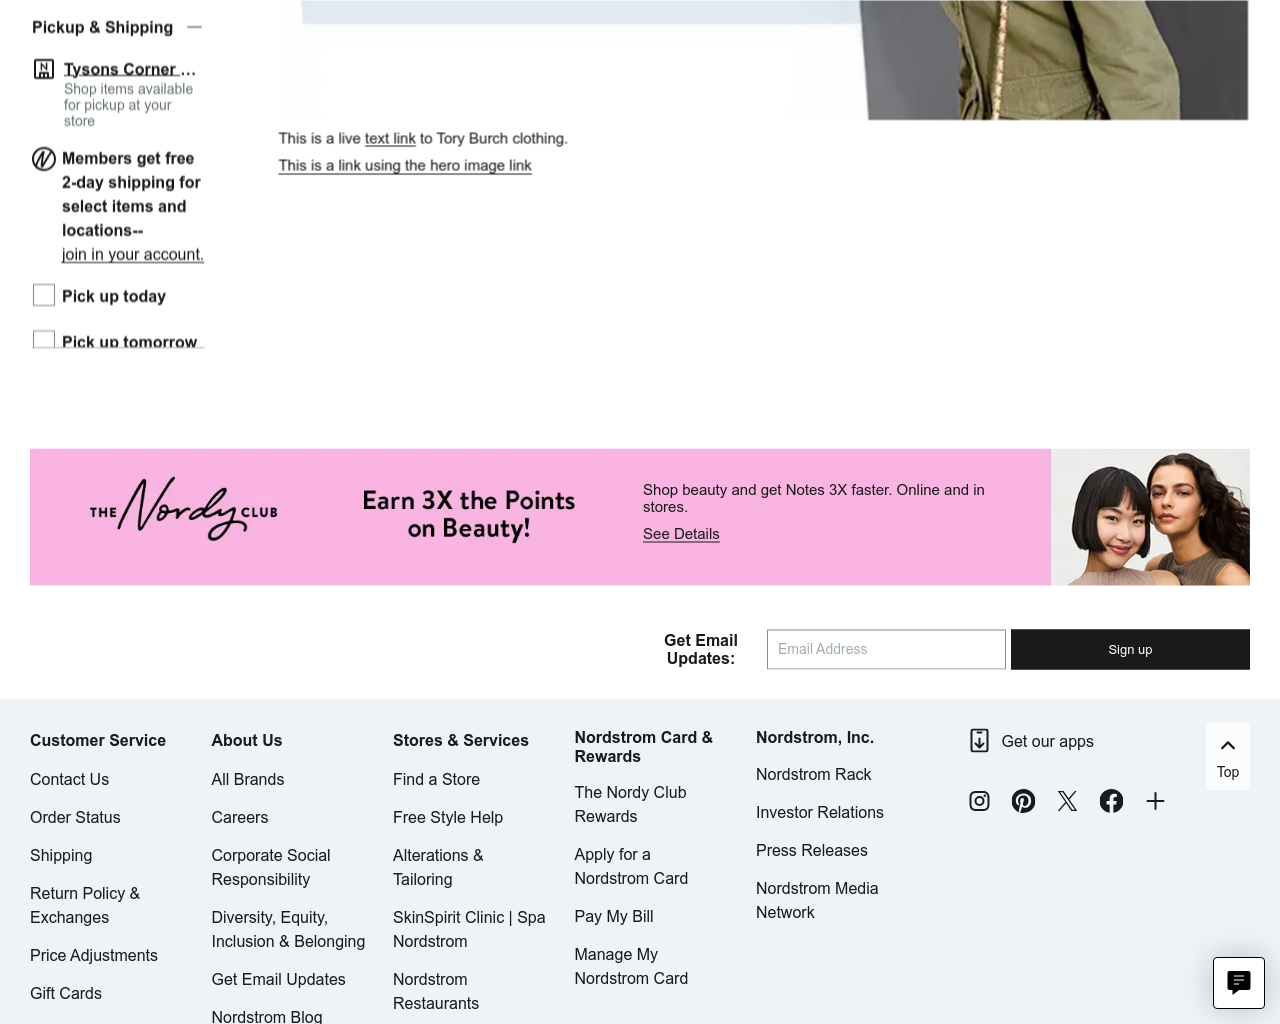 Pickup & Shipping
Tysons Corner ...
Shop items available
for pickup at your
store
Members get free
2-day shipping for
select items and
locations--
join in your account.
Pick up today
Pick up tomorrow
This is a live text link to Tory Burch clothing.
This is a link using the hero image link
THE Nordy CLUB
Earn 3X the Points
on Beauty!
Shop beauty and get Notes 3X faster. Online and in
stores.
See Details
Get Email
Updates:
Email Address
Sign up
Customer Service
Contact Us
Order Status
Shipping
Return Policy &
Exchanges
Price Adjustments
Gift Cards
About Us
All Brands
Careers
Corporate Social
Responsibility
Diversity, Equity,
Inclusion & Belonging
Get Email Updates
Nordstrom Blog
Stores & Services
Find a Store
Free Style Help
Alterations &
Tailoring
SkinSpirit Clinic | Spa
Nordstrom
Nordstrom
Restaurants
Nordstrom Card &
Rewards
The Nordy Club
Rewards
Apply for a
Nordstrom Card
Pay My Bill
Manage My
Nordstrom Card
Nordstrom, Inc.
Nordstrom Rack
Investor Relations
Press Releases
Nordstrom Media
Network
Get our apps
Top